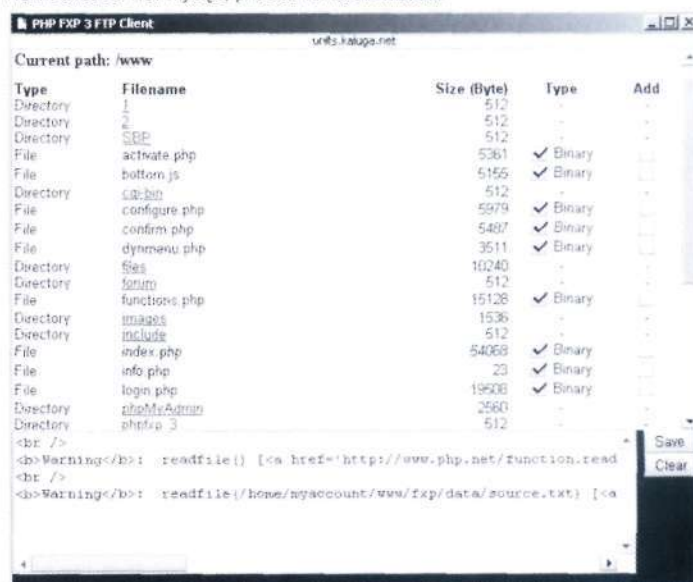 PHP FXP 3 FTP Client
units.kaluga.net
Current path: /www
Type Filename Size (Byte) Type Add
Directory 1 512 - -
Directory 2 512 - -
Directory SBP 512 - -
File activate.php 5361 Binary
File bottom.js 5155 Binary
Directory cgi-bin 512 - -
File configure.php 5979 Binary
File confirm.php 5487 Binary
File dynmenu.php 3511 Binary
Directory files 10240 - -
Directory forum 512 - -
File functions.php 15128 Binary
Directory images 1536 - -
Directory include 512 - -
File index.php 54068 Binary
File info.php 23 Binary
File login.php 19508 Binary
Directory phpMyAdmin 2560 - -
Directory phpfxp_3 512 - -
<br />
<b>Warning</b>: readfile() [<a href='http://www.php.net/function.read
<br />
<b>Warning</b>: readfile(/home/myaccount/www/fxp/data/source.txt) [<a
Save
Clear